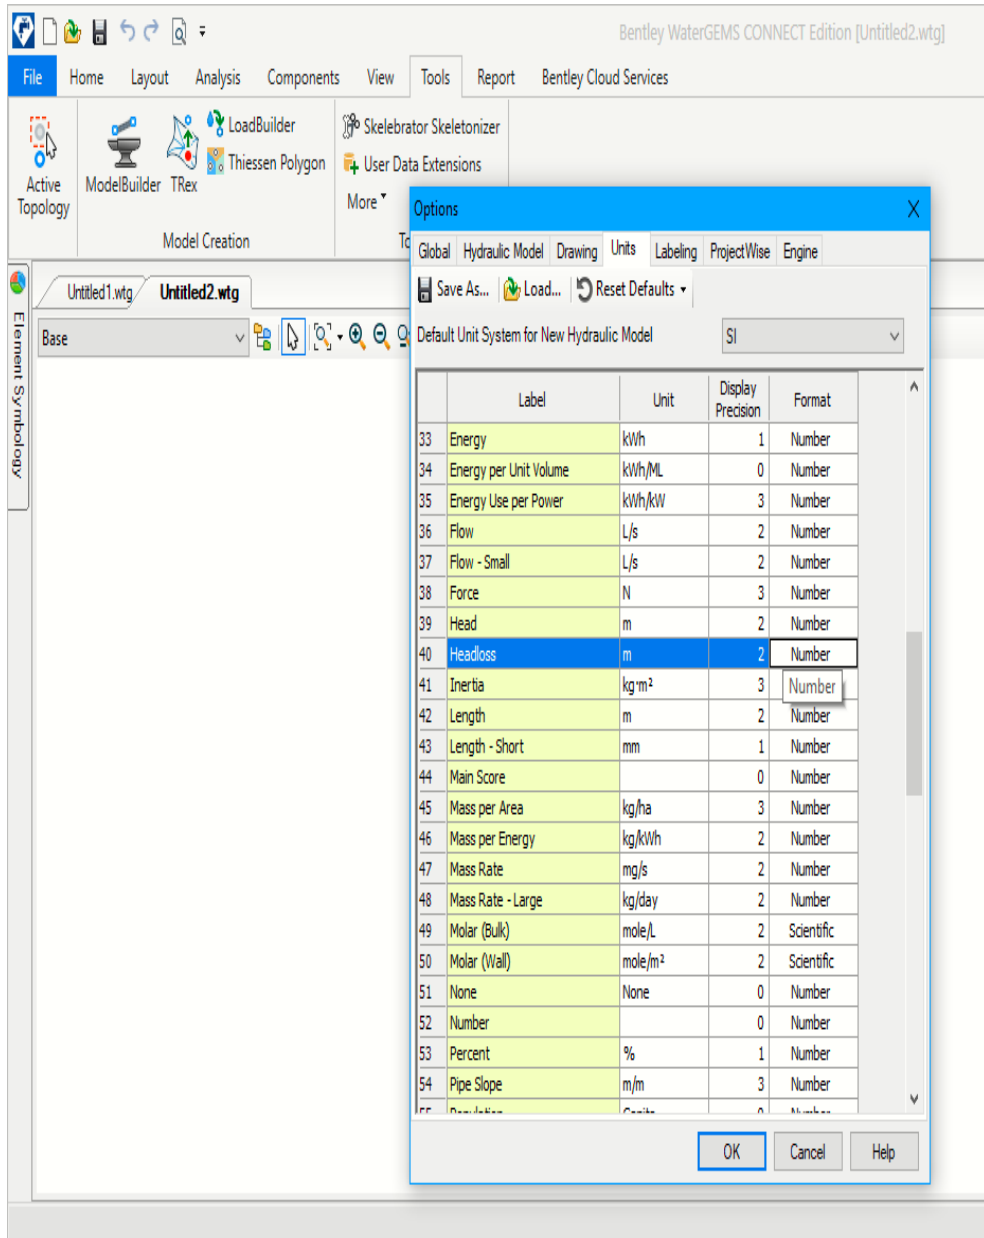 Bentley WaterGEMS CONNECT Edition [Untitled2.wtg]
File Home Layout Analysis Components View Tools Report Bentley Cloud Services
Active Topology
ModelBuilder
TRex
LoadBuilder
Thiessen Polygon
Model Creation
Skelebrator Skeletonizer
User Data Extensions
More
Element Symbology
Untitled1.wtg Untitled2.wtg
Base
Options
Global Hydraulic Model Drawing Units Labeling ProjectWise Engine
Save As... Load... Reset Defaults
Default Unit System for New Hydraulic Model SI
Label Unit Display Precision Format
33 Energy kWh 1 Number
34 Energy per Unit Volume kWh/ML 0 Number
35 Energy Use per Power kWh/kW 3 Number
36 Flow L/s 2 Number
37 Flow - Small L/s 2 Number
38 Force N 3 Number
39 Head m 2 Number
40 Headloss m 2 Number
41 Inertia kg·m² 3 Number
42 Length m 2 Number
43 Length - Short mm 1 Number
44 Main Score 0 Number
45 Mass per Area kg/ha 3 Number
46 Mass per Energy kg/kWh 2 Number
47 Mass Rate mg/s 2 Number
48 Mass Rate - Large kg/day 2 Number
49 Molar (Bulk) mole/L 2 Scientific
50 Molar (Wall) mole/m² 2 Scientific
51 None None 0 Number
52 Number 0 Number
53 Percent % 1 Number
54 Pipe Slope m/m 3 Number
OK Cancel Help